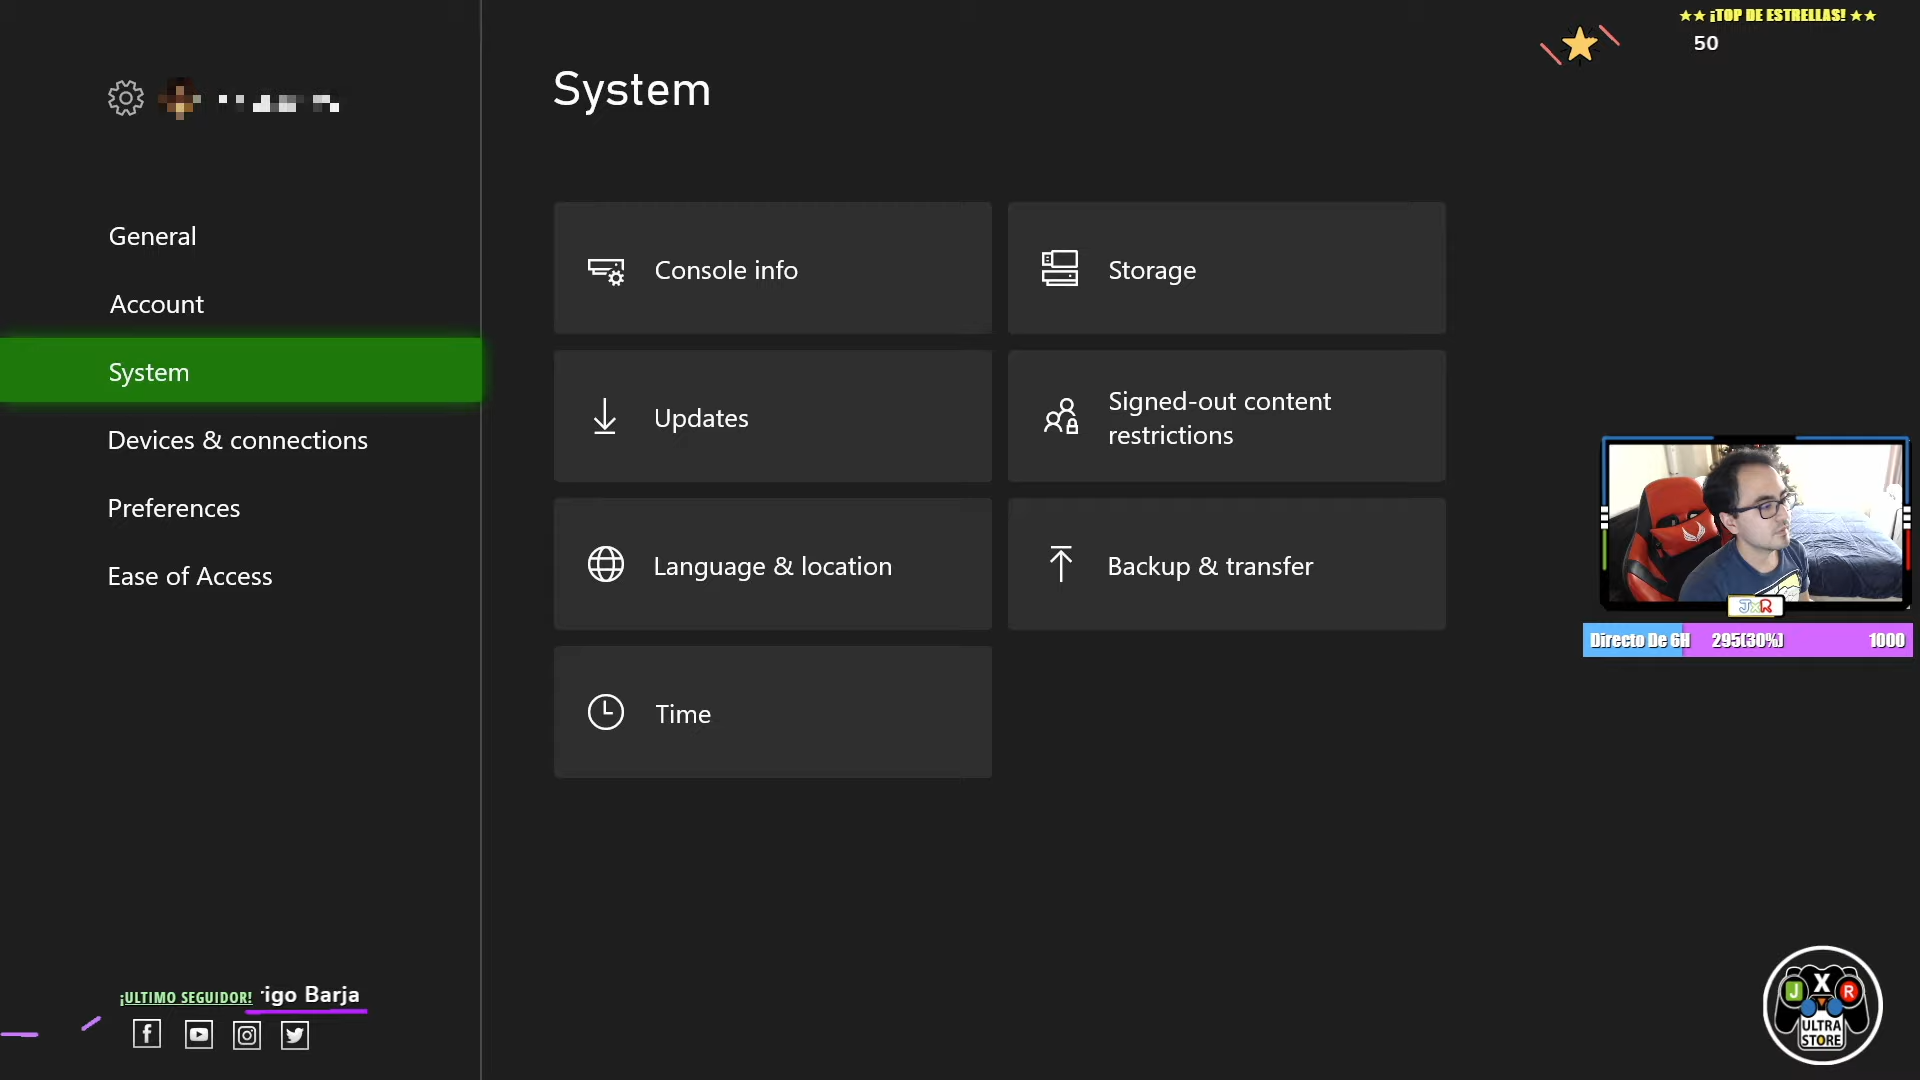 ★★ ¡TOP DE ESTRELLAS! ★★
50
System
General
Account
System
Devices & connections
Preferences
Ease of Access
Console info
Storage
Updates
Signed-out content
restrictions
Language & location
Backup & transfer
Time
JXR
Directo De 6H 295(30%) 1000
¡ULTIMO SEGUIDOR! rigo Barja
J X R
ULTRA
STORE